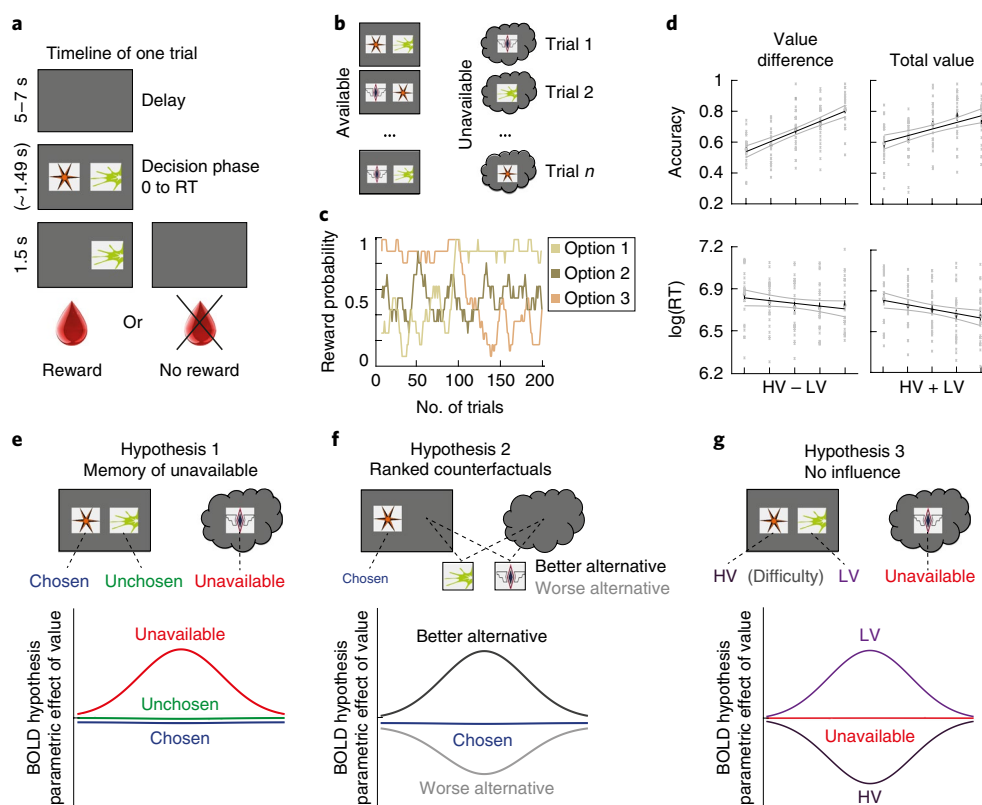 a
Timeline of one trial
5–7 s
Delay
(~1.49 s)
Decision phase
0 to RT
1.5 s
Or
Reward
No reward
b
Available
Unavailable
Trial 1
Trial 2
...
...
Trial n
c
Reward probability
1
0.5
0
Option 1
Option 2
Option 3
0
50
100
150
200
No. of trials
d
Value
difference
Total value
Accuracy
1
0.8
0.6
0.4
0.2
log(RT)
7.2
6.9
6.5
6.2
HV – LV
HV + LV
e
Hypothesis 1
Memory of unavailable
Chosen
Unchosen
Unavailable
BOLD hypothesis
parametric effect of value
Unavailable
Unchosen
Chosen
f
Hypothesis 2
Ranked counterfactuals
Chosen
Better alternative
Worse alternative
BOLD hypothesis
parametric effect of value
Better alternative
Chosen
Worse alternative
g
Hypothesis 3
No influence
HV
(Difficulty)
LV
Unavailable
BOLD hypothesis
parametric effect of value
LV
Unavailable
HV